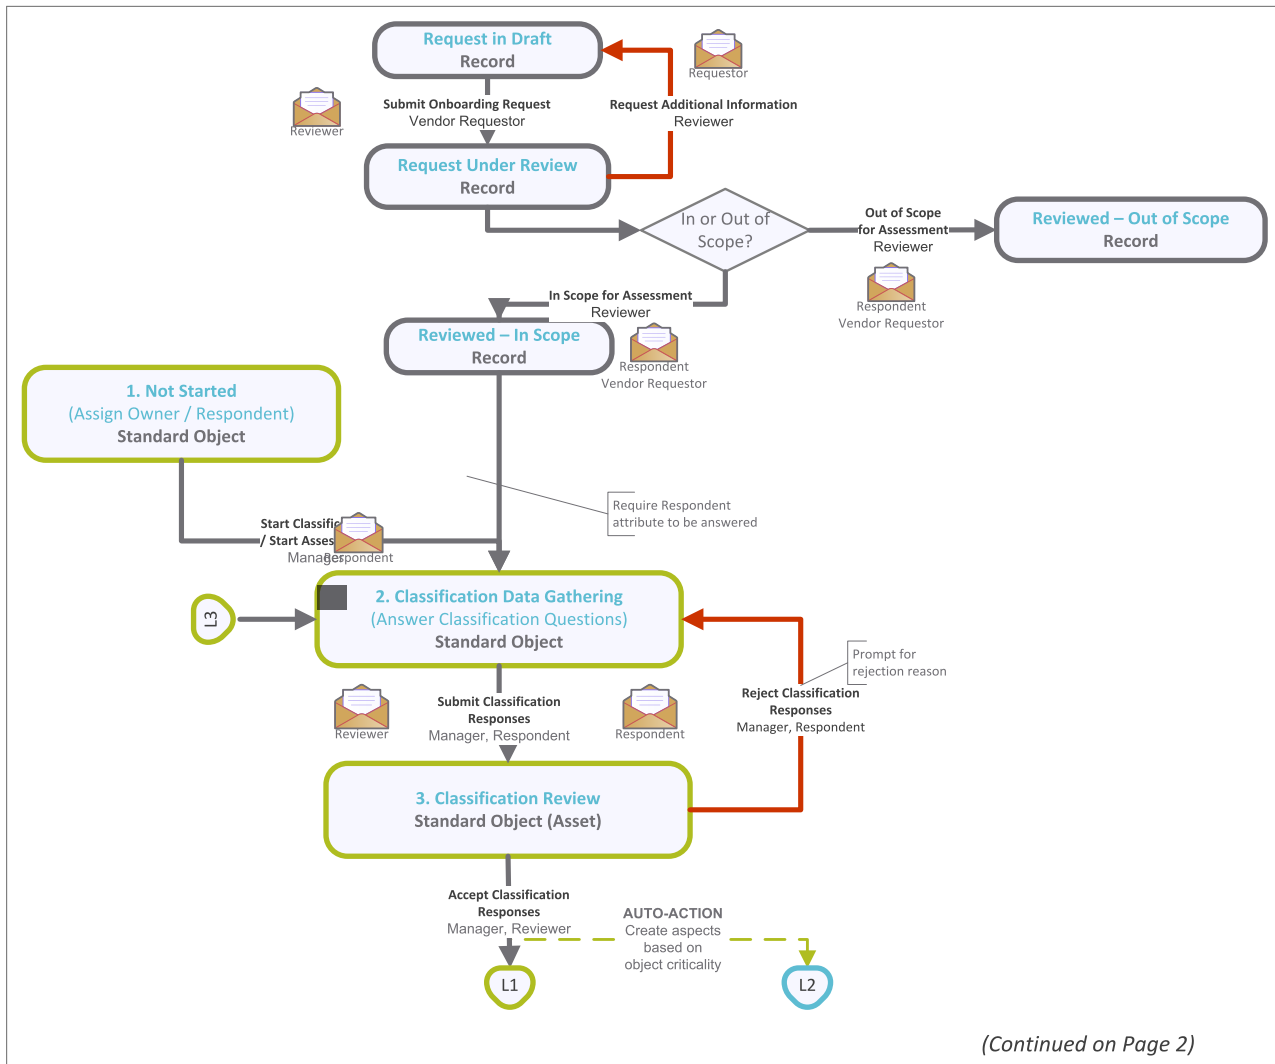 Request in Draft
Record
Requestor
Submit Onboarding Request
Vendor Requestor
Request Additional Information
Reviewer
Reviewer
Request Under Review
Record
In or Out of
Scope?
Out of Scope
for Assessment
Reviewer
Reviewed – Out of Scope
Record
Respondent
Vendor Requestor
In Scope for Assessment
Reviewer
Reviewed – In Scope
Record
Respondent
Vendor Requestor
1. Not Started
(Assign Owner / Respondent)
Standard Object
Require Respondent
attribute to be answered
Start
/ Start
Manager
Respondent
2. Classification Data Gathering
(Answer Classification Questions)
Standard Object
L3
Prompt for
rejection reason
Reviewer
Submit Classification
Responses
Manager, Respondent
Respondent
Reject Classification
Responses
Manager, Respondent
3. Classification Review
Standard Object (Asset)
Accept Classification
Responses
Manager, Reviewer
AUTO-ACTION
Create aspects
based on
object criticality
L1
L2
(Continued on Page 2)